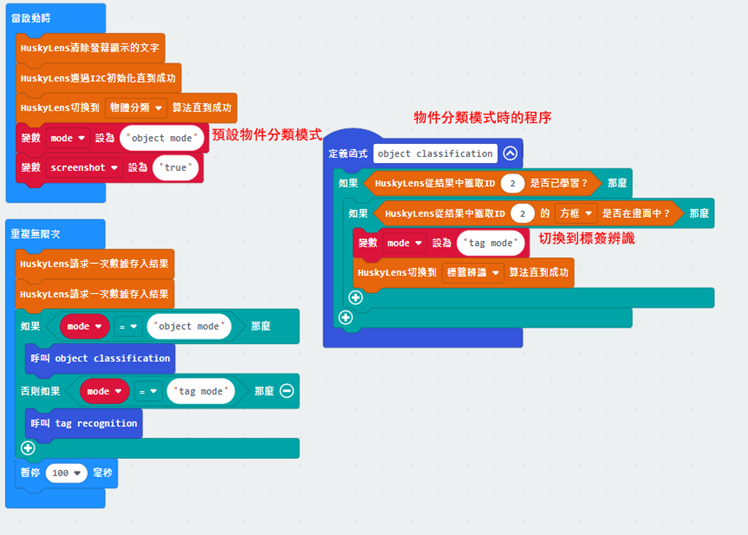 當啟動時
HuskyLens清除螢幕顯示的文字
HuskyLens通過I2C初始化直到成功
HuskyLens切換到 物體分類 算法直到成功
變數 mode 設為 "object mode" 預設物件分類模式
變數 screenshot 設為 "true"
重複無限次
HuskyLens請求一次數據存入結果
HuskyLens請求一次數據存入結果
如果 mode = "object mode" 那麼
呼叫 object classification
否則如果 mode = "tag mode" 那麼
呼叫 tag recognition
暫停 100 毫秒
物件分類模式時的程序
定義函式 object classification
如果 HuskyLens從結果中獲取ID 2 是否已學習? 那麼
如果 HuskyLens從結果中獲取ID 2 的 方框 是否在畫面中? 那麼
變數 mode 設為 "tag mode" 切換到標簽辨識
HuskyLens切換到 標籤辨識 算法直到成功